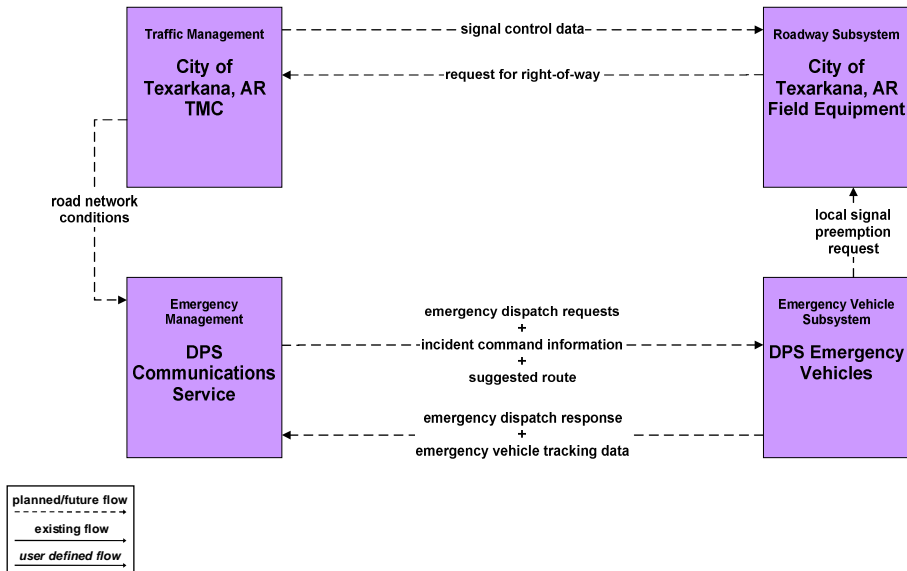 Traffic Management
City of
Texarkana, AR
TMC
signal control data
request for right-of-way
Roadway Subsystem
City of
Texarkana, AR
Field Equipment
road network
conditions
local signal
preemption
request
Emergency
Management
DPS
Communications
Service
emergency dispatch requests
+
incident command information
+
suggested route
emergency dispatch response
+
emergency vehicle tracking data
Emergency Vehicle
Subsystem
DPS Emergency
Vehicles
planned/future flow
existing flow
user defined flow